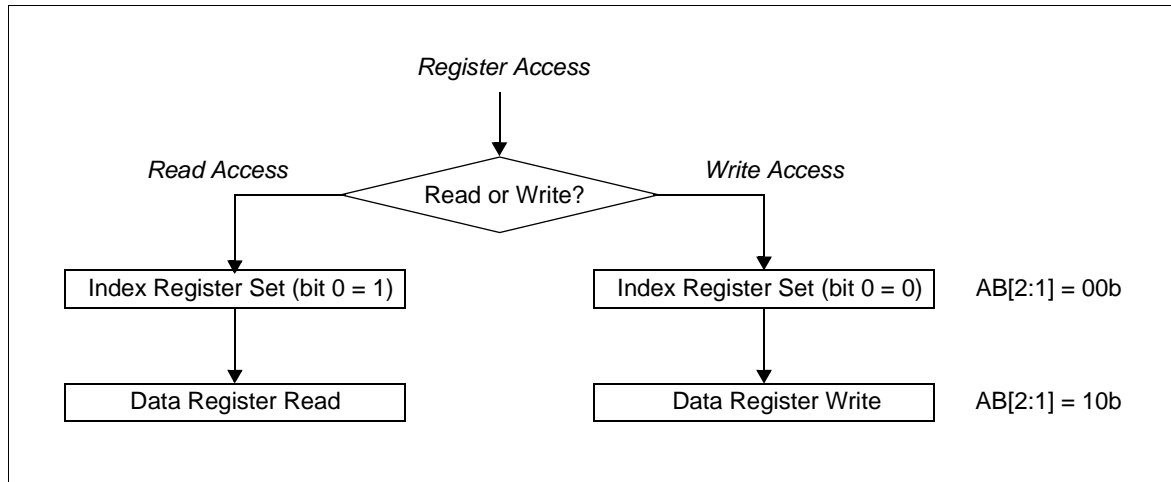 Register Access
Read Access
Write Access
Read or Write?
Index Register Set (bit 0 = 1)
Index Register Set (bit 0 = 0)
AB[2:1] = 00b
Data Register Read
Data Register Write
AB[2:1] = 10b